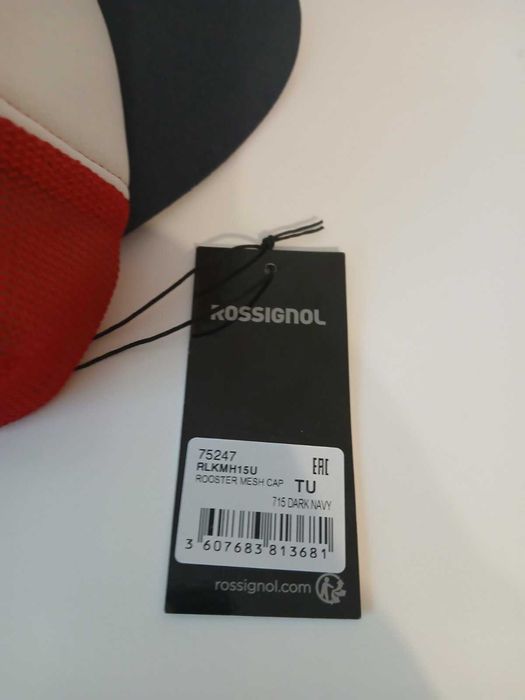 ROSSIGNOL
75247
RLKMH15U
EAC
ROOSTER MESH CAP TU
715 DARK NAVY
3 607683 813681
rossignol.com